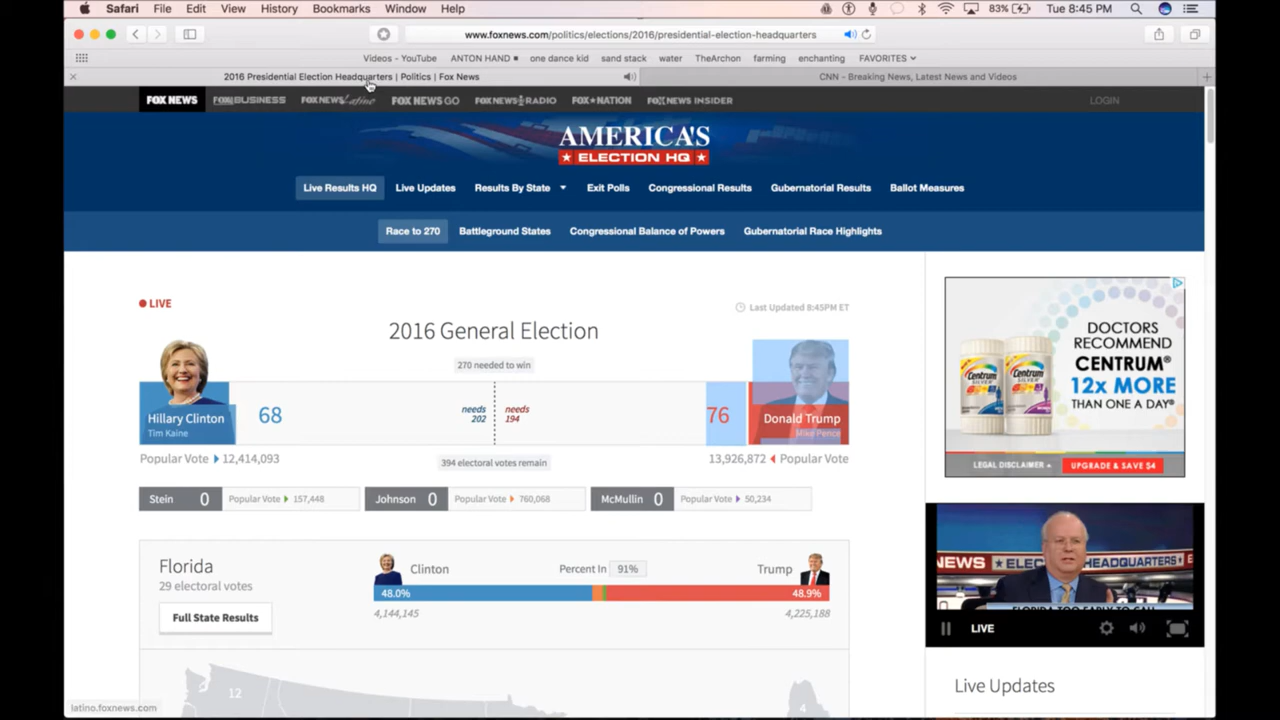 Safari File Edit View History Bookmarks Window Help 83% Tue 8:45 PM
www.foxnews.com/politics/elections/2016/presidential-election-headquarters
Videos - YouTube ANTON HAND ■ one dance kid sand stack water TheArchon farming enchanting FAVORITES
2016 Presidential Election Headquarters | Politics | Fox News CNN - Breaking News, Latest News and Videos
FOX NEWS FOX BUSINESS FOX NEWS Latino FOX NEWS GO FOX NEWS RADIO FOX NATION FOX NEWS INSIDER LOGIN
AMERICA'S
★ ELECTION HQ ★
Live Results HQ Live Updates Results By State Exit Polls Congressional Results Gubernatorial Results Ballot Measures
Race to 270 Battleground States Congressional Balance of Powers Gubernatorial Race Highlights
LIVE
Last Updated 8:45PM ET
2016 General Election
270 needed to win
Hillary Clinton
Tim Kaine
68
needs
202
needs
194
76
Donald Trump
Mike Pence
Popular Vote 12,414,093
394 electoral votes remain
13,926,872 Popular Vote
Stein 0 Popular Vote 157,448
Johnson 0 Popular Vote 760,068
McMullin 0 Popular Vote 50,234
Florida
29 electoral votes
Full State Results
Clinton Percent In 91% Trump
48.0% 48.9%
4,144,145 4,225,188
12
4
DOCTORS
RECOMMEND
CENTRUM®
12X MORE
THAN ONE A DAY®
Centrum
SILVER
Centrum
SILVER
LEGAL DISCLAIMER UPGRADE & SAVE $4
NEWS ★ ELEC HEADQUARTERS ★
FLORIDA TOO EARLY TO CALL
LIVE
Live Updates
latino.foxnews.com